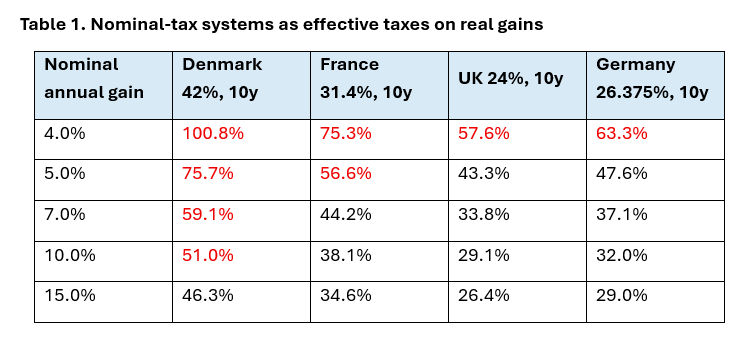 Table 1. Nominal-tax systems as effective taxes on real gains
Nominal annual gain | Denmark 42%, 10y | France 31.4%, 10y | UK 24%, 10y | Germany 26.375%, 10y
4.0% | 100.8% | 75.3% | 57.6% | 63.3%
5.0% | 75.7% | 56.6% | 43.3% | 47.6%
7.0% | 59.1% | 44.2% | 33.8% | 37.1%
10.0% | 51.0% | 38.1% | 29.1% | 32.0%
15.0% | 46.3% | 34.6% | 26.4% | 29.0%